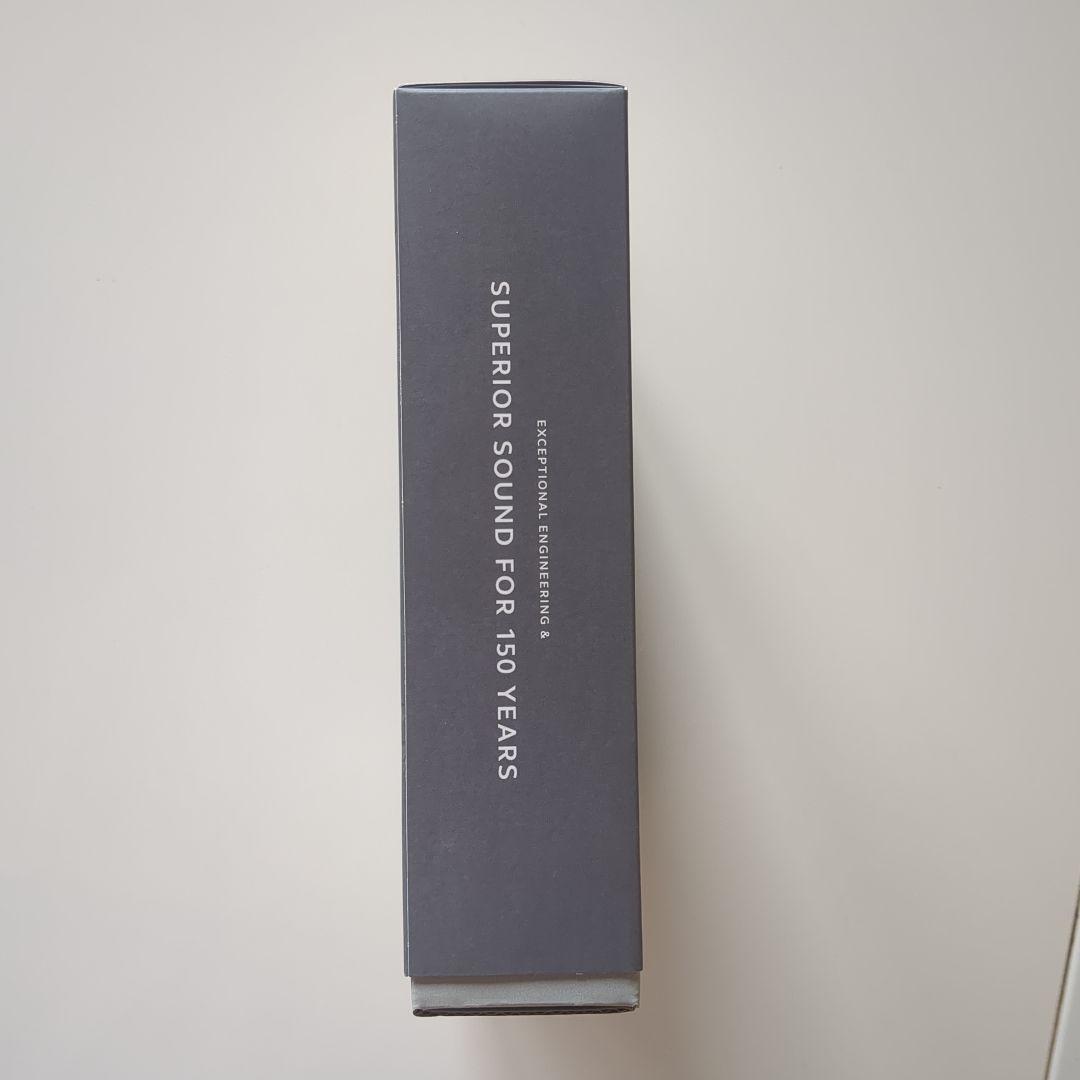 EXCEPTIONAL ENGINEERING &
SUPERIOR SOUND FOR 150 YEARS